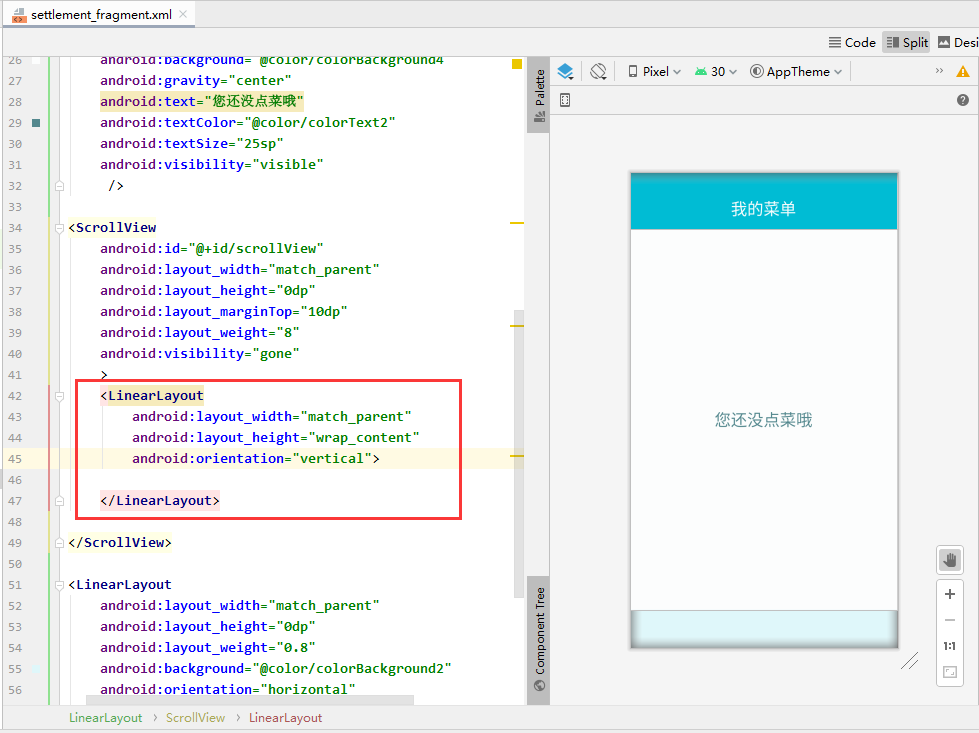 settlement_fragment.xml
Code Split Desi
26 android:background="@color/colorBackground4
27 android:gravity="center"
28 android:text="您还没点菜哦"
29 android:textColor="@color/colorText2"
30 android:textSize="25sp"
31 android:visibility="visible"
32 />
33
34 <ScrollView
35 android:id="@+id/scrollView"
36 android:layout_width="match_parent"
37 android:layout_height="0dp"
38 android:layout_marginTop="10dp"
39 android:layout_weight="8"
40 android:visibility="gone"
41 >
42 <LinearLayout
43 android:layout_width="match_parent"
44 android:layout_height="wrap_content"
45 android:orientation="vertical">
46
47 </LinearLayout>
48
49 </ScrollView>
50
51 <LinearLayout
52 android:layout_width="match_parent"
53 android:layout_height="0dp"
54 android:layout_weight="0.8"
55 android:background="@color/colorBackground2"
56 android:orientation="horizontal"
LinearLayout › ScrollView › LinearLayout
Palette
Component Tree
Pixel 30 AppTheme »
我的菜单
您还没点菜哦
1:1